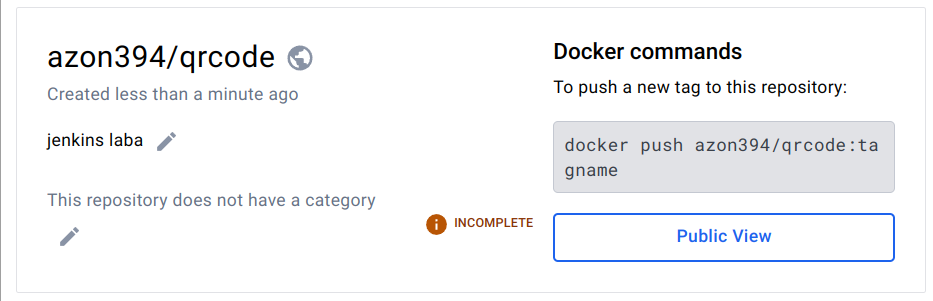 azon394/qrcode
Created less than a minute ago
jenkins laba
This repository does not have a category
INCOMPLETE
Docker commands
To push a new tag to this repository:
docker push azon394/qrcode:ta
gname
Public View